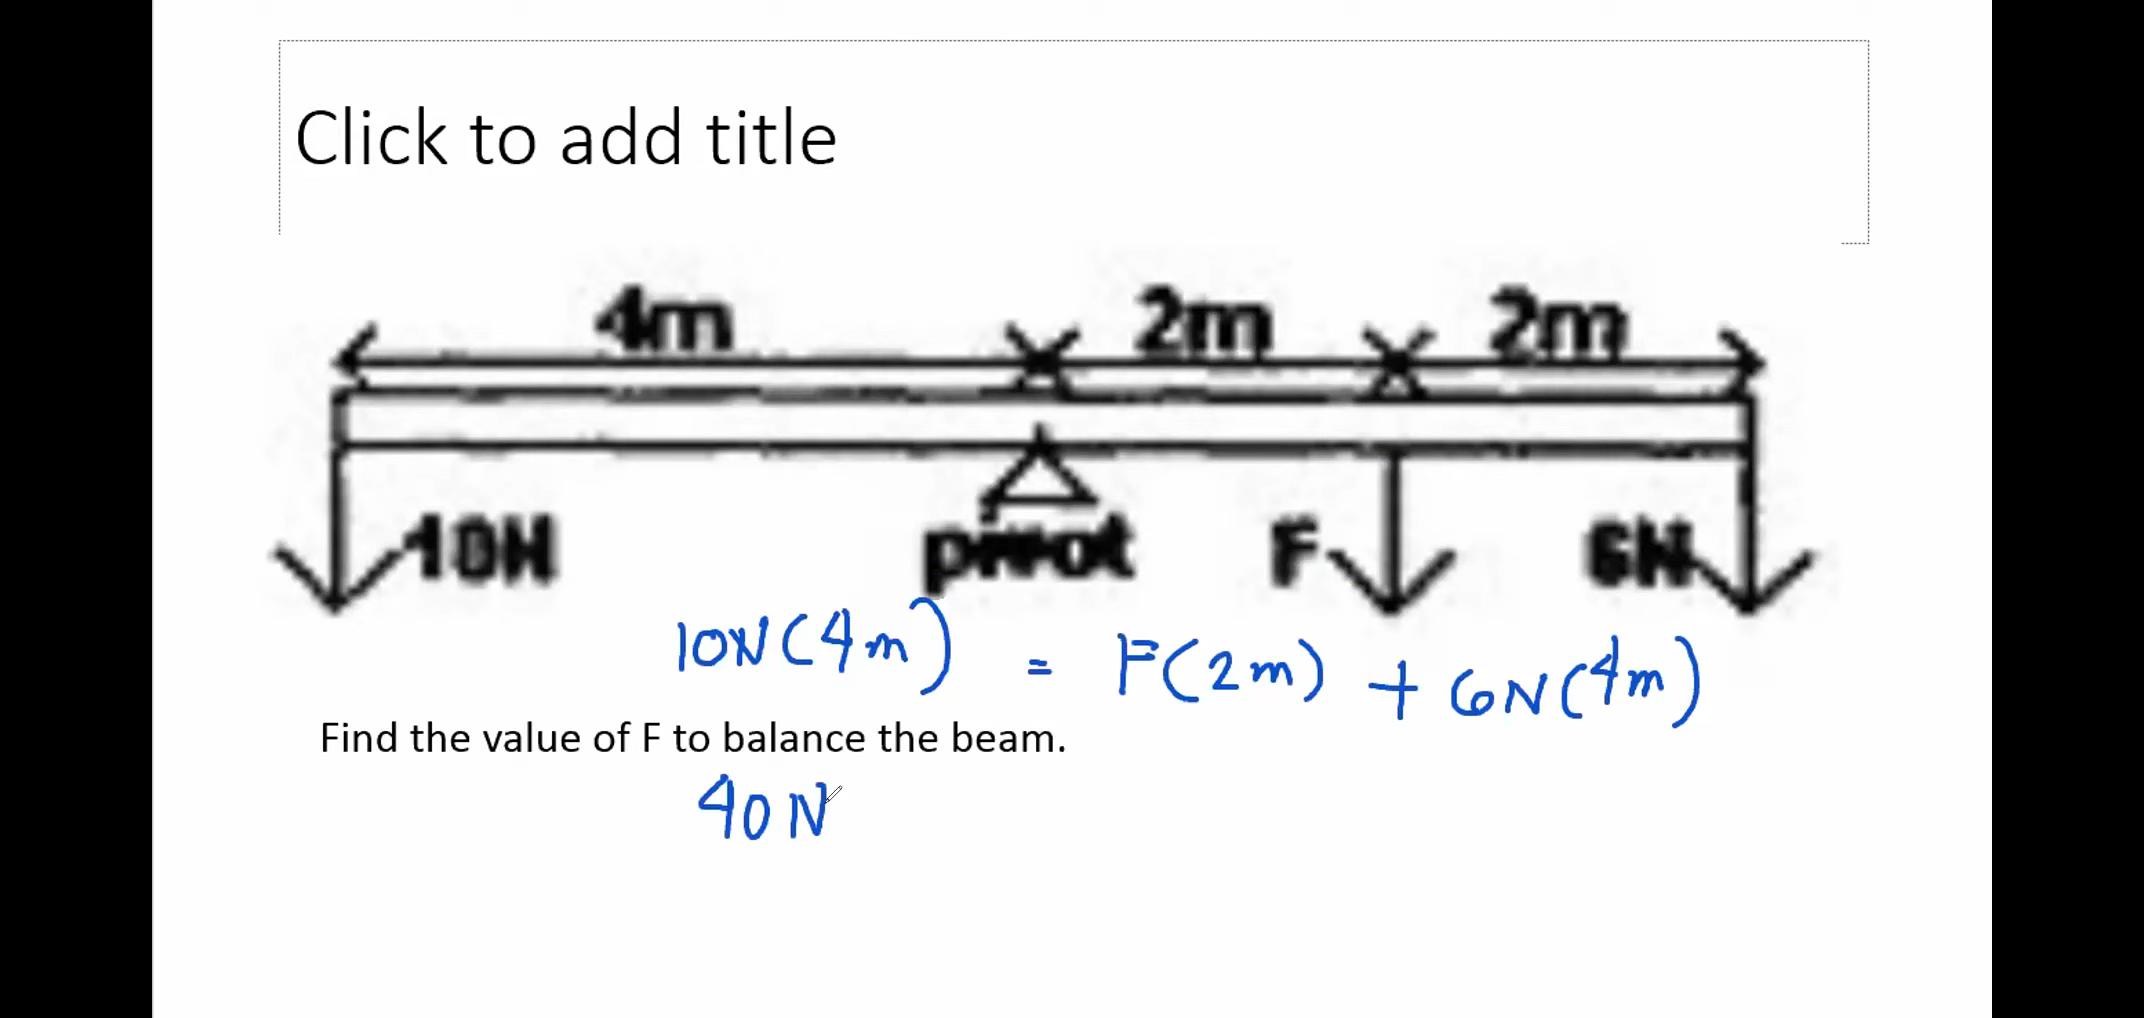 Click to add title
4m 2m 2m
10N pivot F 6N
10N(4m) = F(2m) + 6N(4m)
Find the value of F to balance the beam.
40N